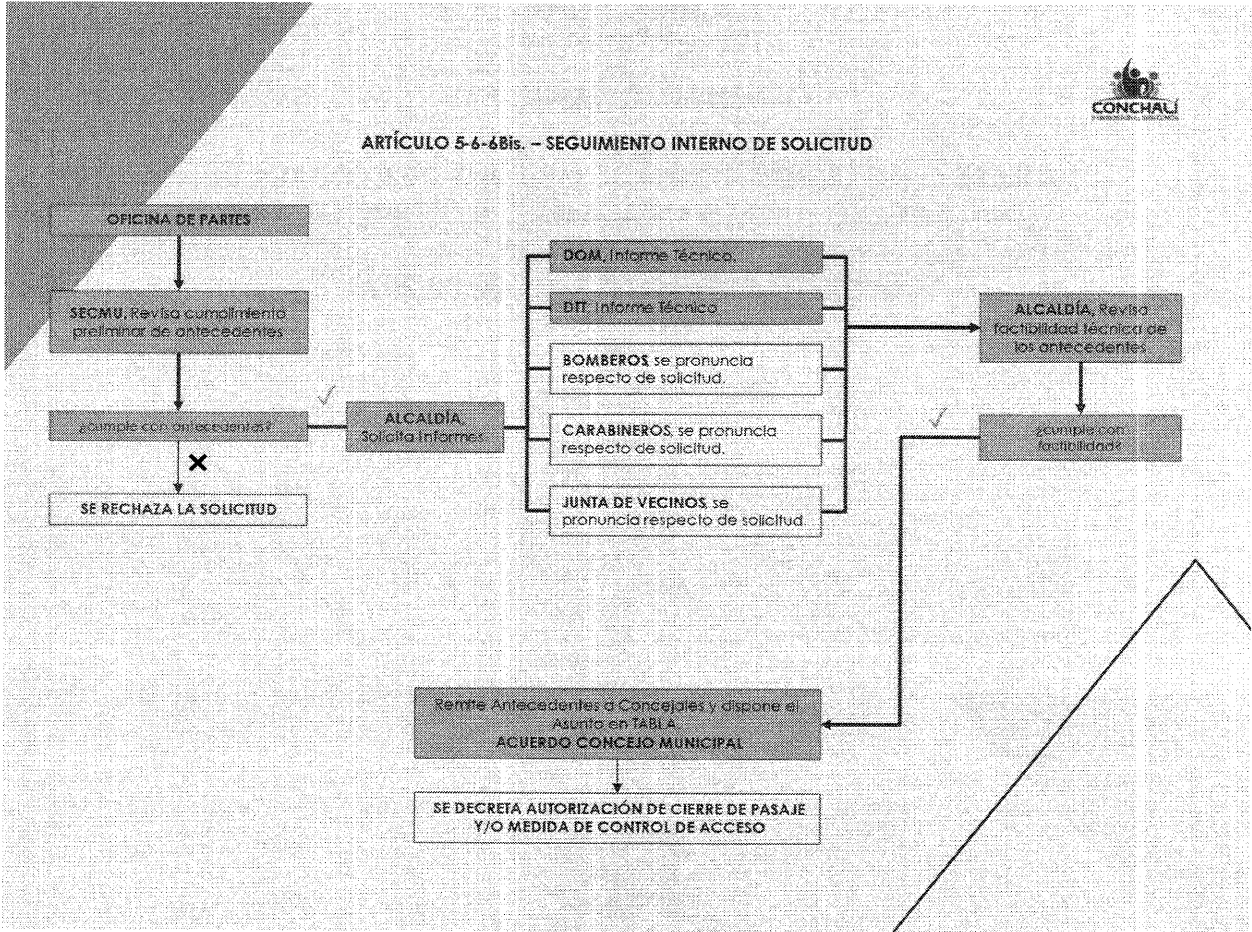 CONCHALÍ
ARTÍCULO 5-6-6Bis. – SEGUIMIENTO INTERNO DE SOLICITUD
OFICINA DE PARTES
SECMU, Revisa cumplimiento
preliminar de antecedentes
¿cumple con antecedentes?
SE RECHAZA LA SOLICITUD
ALCALDÍA,
Solicita Informes
DOM, Informe Técnico.
DTT, Informe Técnico
BOMBEROS, se pronuncia
respecto de solicitud.
CARABINEROS, se pronuncia
respecto de solicitud.
JUNTA DE VECINOS, se
pronuncia respecto de solicitud
ALCALDÍA, Revisa
factibilidad técnica de
los antecedentes
¿cumple con
factibilidad?
Remite Antecedentes a Concejales y dispone el
Asunto en TABLA.
ACUERDO CONCEJO MUNICIPAL
SE DECRETA AUTORIZACIÓN DE CIERRE DE PASAJE
Y/O MEDIDA DE CONTROL DE ACCESO